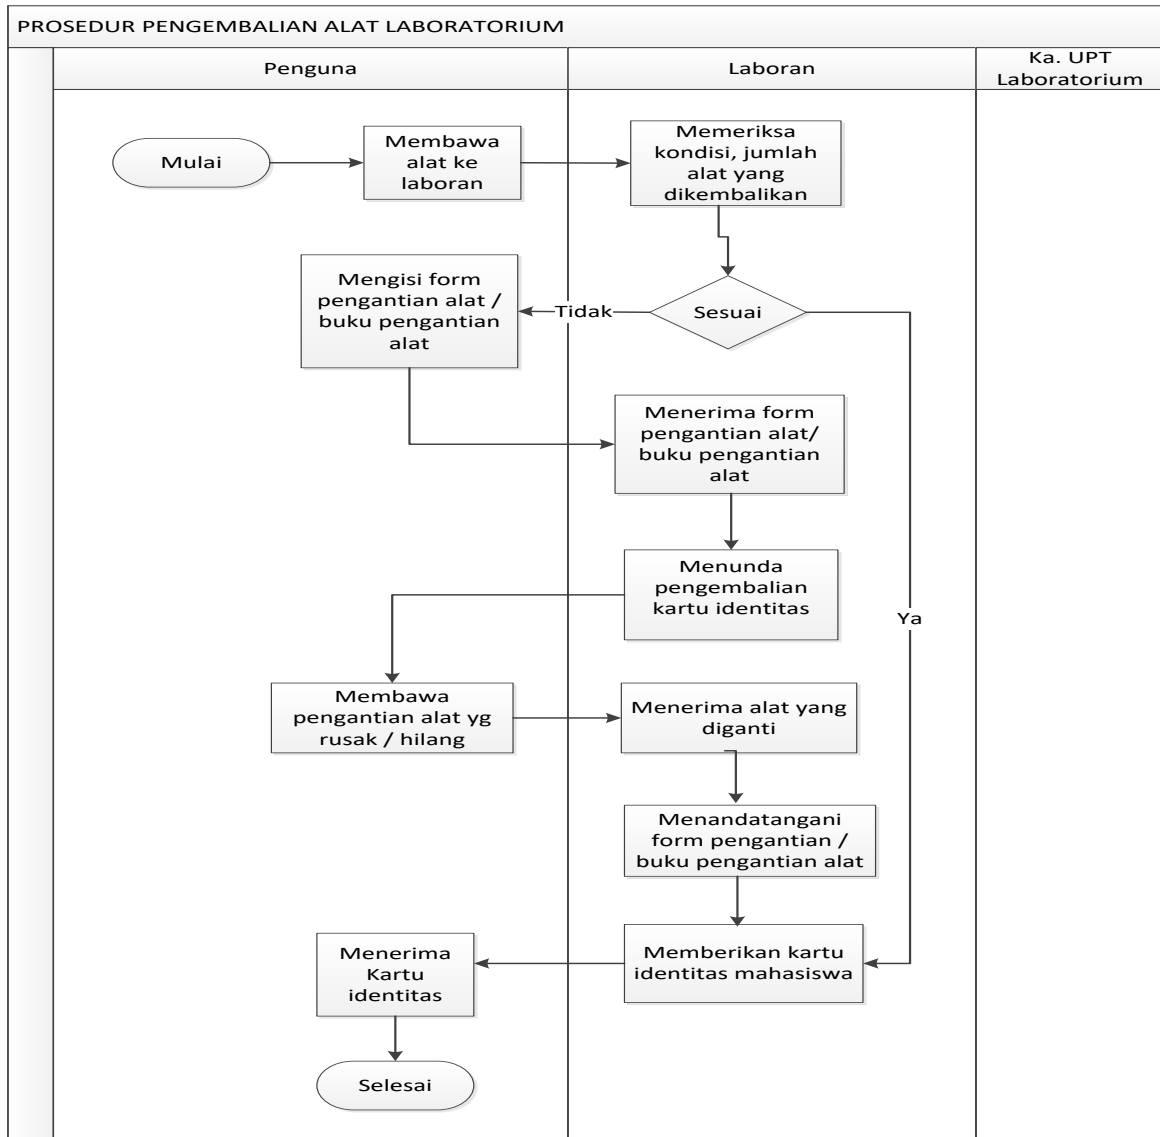 PROSEDUR PENGEMBALIAN ALAT LABORATORIUM
Penguna
Laboran
Ka. UPT
Laboratorium
Mulai
Membawa
alat ke
laboran
Memeriksa
kondisi, jumlah
alat yang
dikembalikan
Mengisi form
pengantian alat /
buku pengantian
alat
Tidak
Sesuai
Menerima form
pengantian alat/
buku pengantian
alat
Menunda
pengembalian
kartu identitas
Ya
Membawa
pengantian alat yg
rusak / hilang
Menerima alat yang
diganti
Menandatangani
form pengantian /
buku pengantian alat
Menerima
Kartu
identitas
Memberikan kartu
identitas mahasiswa
Selesai